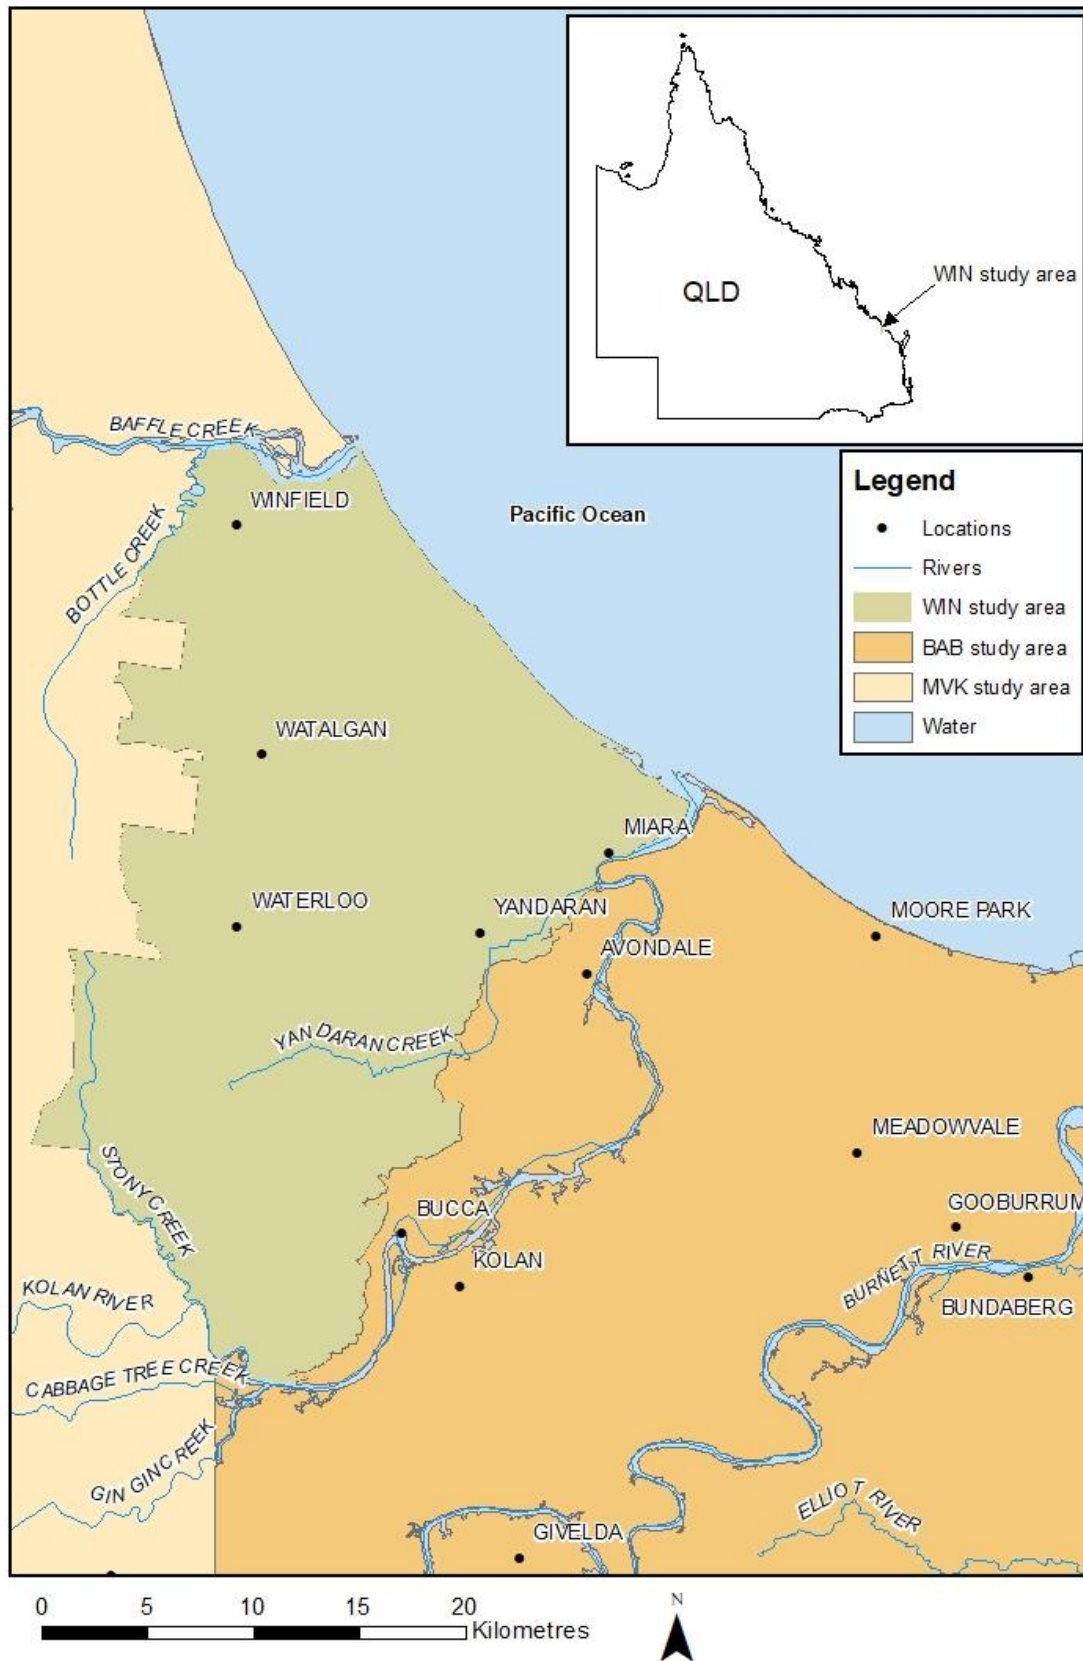 WIN study area
QLD
BAFFLE CREEK
Legend
WINFIELD
Pacific Ocean
Locations
BOTTLE CREEK
Rivers
WIN study area
BAB study area
MVK study area
WATALGAN
Water
MIARA
WATERLOO
YANDARAN
MOORE PARK
AVONDALE
YANDARAN CREEK
MEADOWVALE
STONY CREEK
GOOBURRUM
BUCCA
KOLAN
BURNETT RIVER
KOLAN RIVER
BUNDABERG
CABBAGE TREE CREEK
GIN GIN CREEK
ELLIOT RIVER
GIVELDA
0 5 10 15 20
Kilometres
N